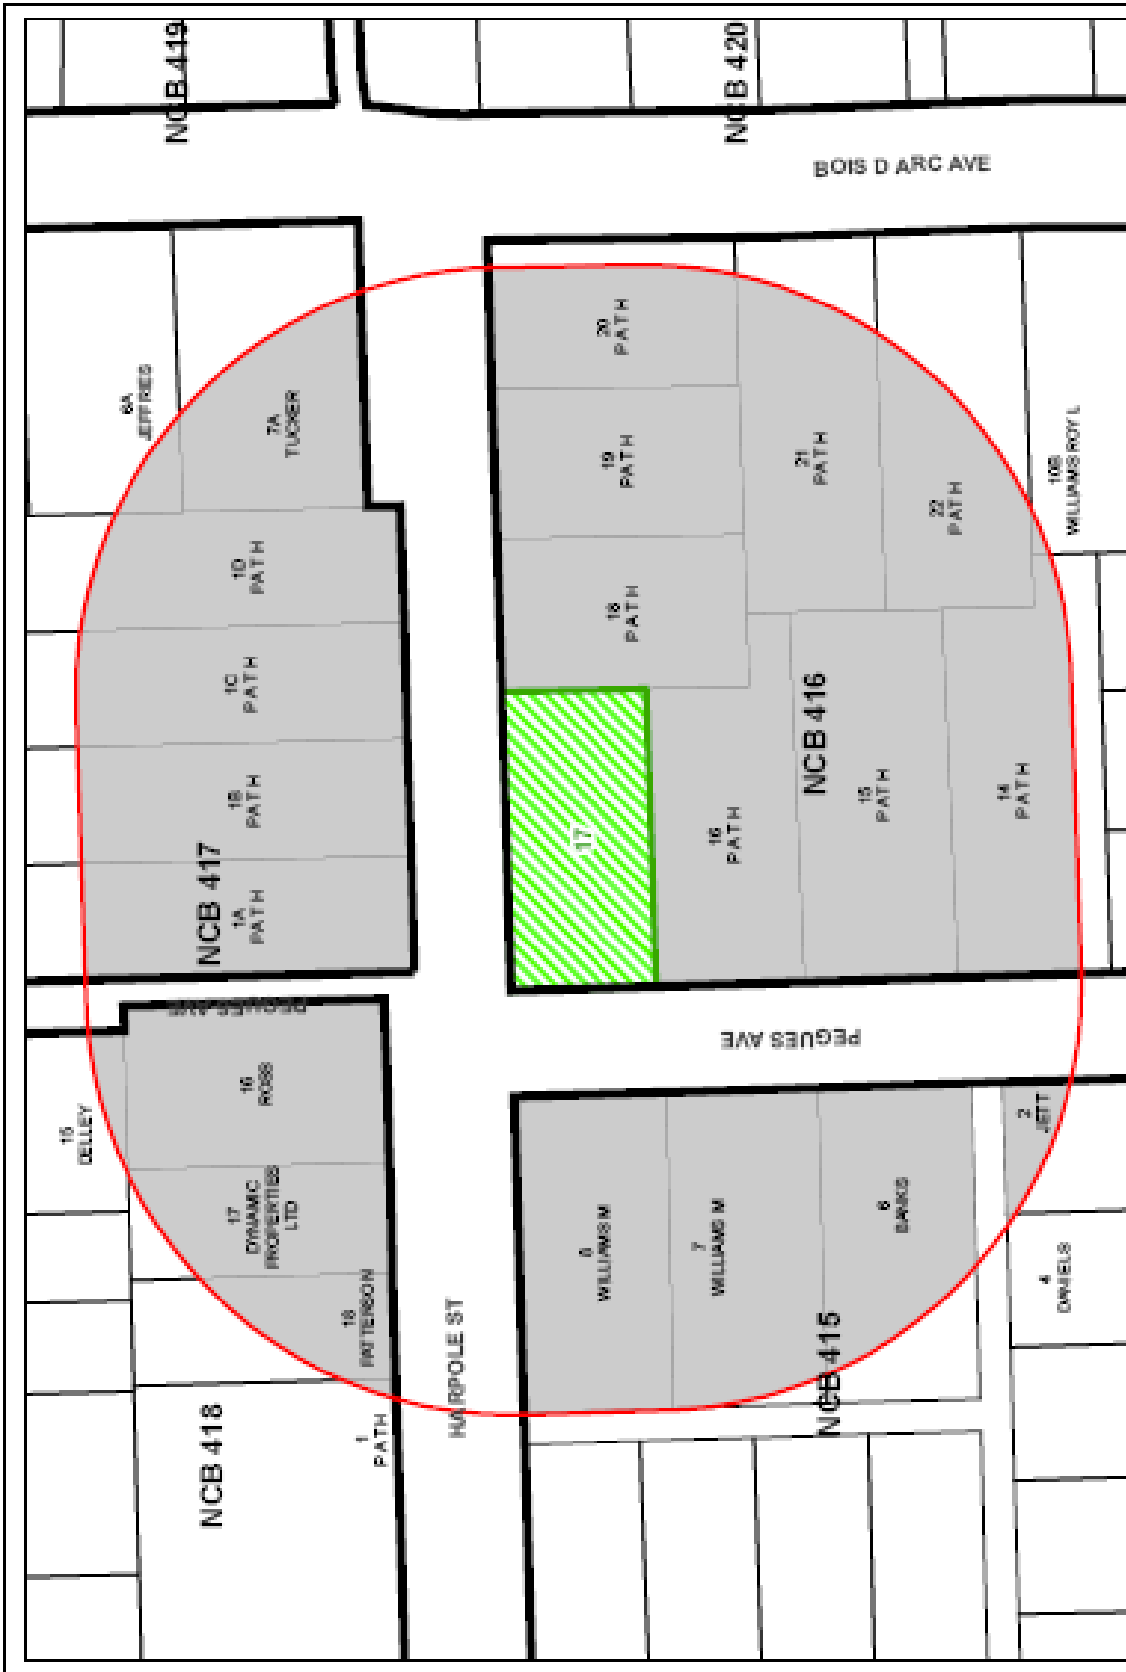 NCB 419
NCB 420
BOIS D ARC AVE
6A
JEFFRIES
7A
TUCKER
20
PATH
19
PATH
21
PATH
22
PATH
10B
WILLIAMS ROY L
1D
PATH
18
PATH
1C
PATH
1B
PATH
NCB 417
1A
PATH
17
16
PATH
NCB 416
15
PATH
14
PATH
PEGUES AVE
PEGUES AVE
15
DELLEY
16
ROSS
17
DYNAMIC
PROPERTIES
LTD
18
PATTERSON
1
PATH
NCB 418
HARPOLE ST
8
WILLIAMS M
7
WILLIAMS M
6
BANKS
2
JETT
4
DANIELS
NCB 415